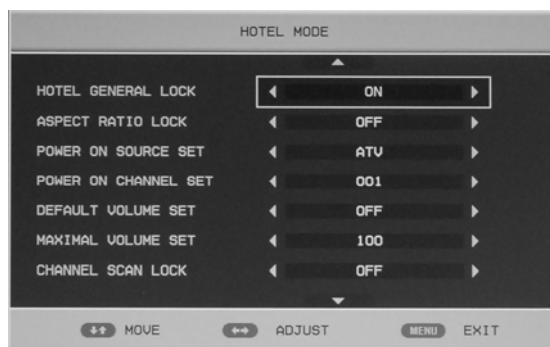 HOTEL MODE
HOTEL GENERAL LOCK ON
ASPECT RATIO LOCK OFF
POWER ON SOURCE SET ATV
POWER ON CHANNEL SET 001
DEFAULT VOLUME SET OFF
MAXIMAL VOLUME SET 100
CHANNEL SCAN LOCK OFF
MOVE ADJUST MENU EXIT